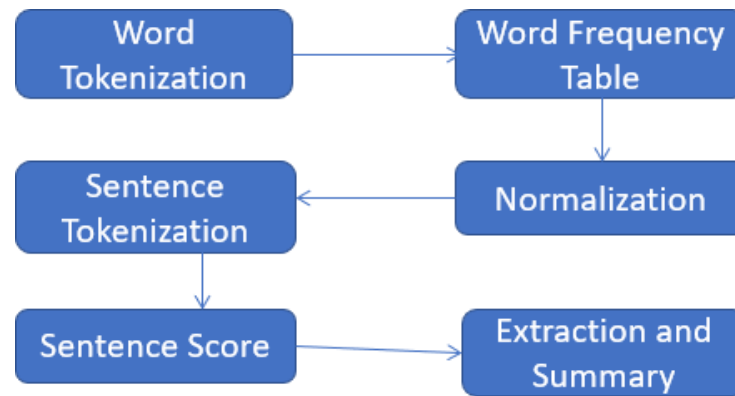 Word
Tokenization
Word Frequency
Table
Normalization
Sentence
Tokenization
Sentence Score
Extraction and
Summary